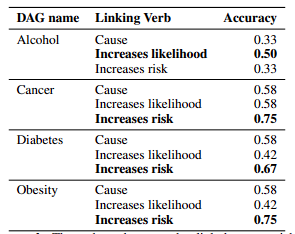 DAG name Linking Verb Accuracy
Alcohol Cause 0.33
Increases likelihood 0.50
Increases risk 0.33
Cancer Cause 0.58
Increases likelihood 0.58
Increases risk 0.75
Diabetes Cause 0.58
Increases likelihood 0.42
Increases risk 0.67
Obesity Cause 0.58
Increases likelihood 0.42
Increases risk 0.75